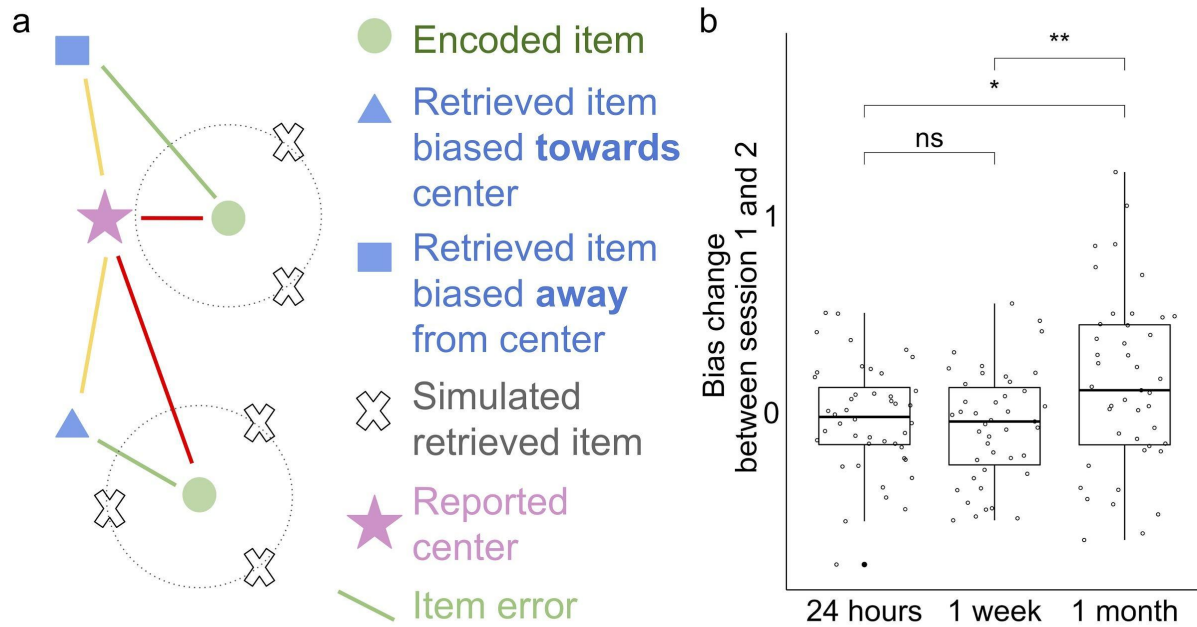 a
Encoded item
Retrieved item
biased towards
center
Retrieved item
biased away
from center
Simulated
retrieved item
Reported
center
Item error
b
Bias change
between session 1 and 2
1
0
**
*
ns
24 hours
1 week
1 month